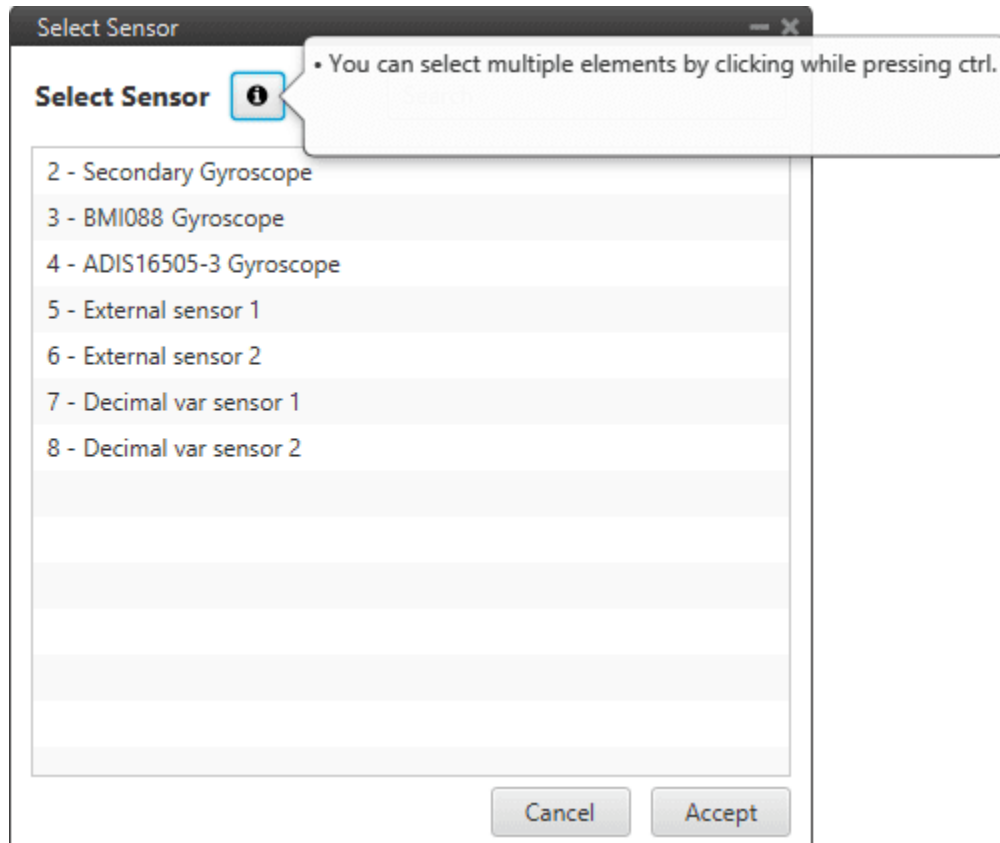 Select Sensor
• You can select multiple elements by clicking while pressing ctrl.
Select Sensor
Search
2 - Secondary Gyroscope
3 - BMI088 Gyroscope
4 - ADIS16505-3 Gyroscope
5 - External sensor 1
6 - External sensor 2
7 - Decimal var sensor 1
8 - Decimal var sensor 2
Cancel
Accept